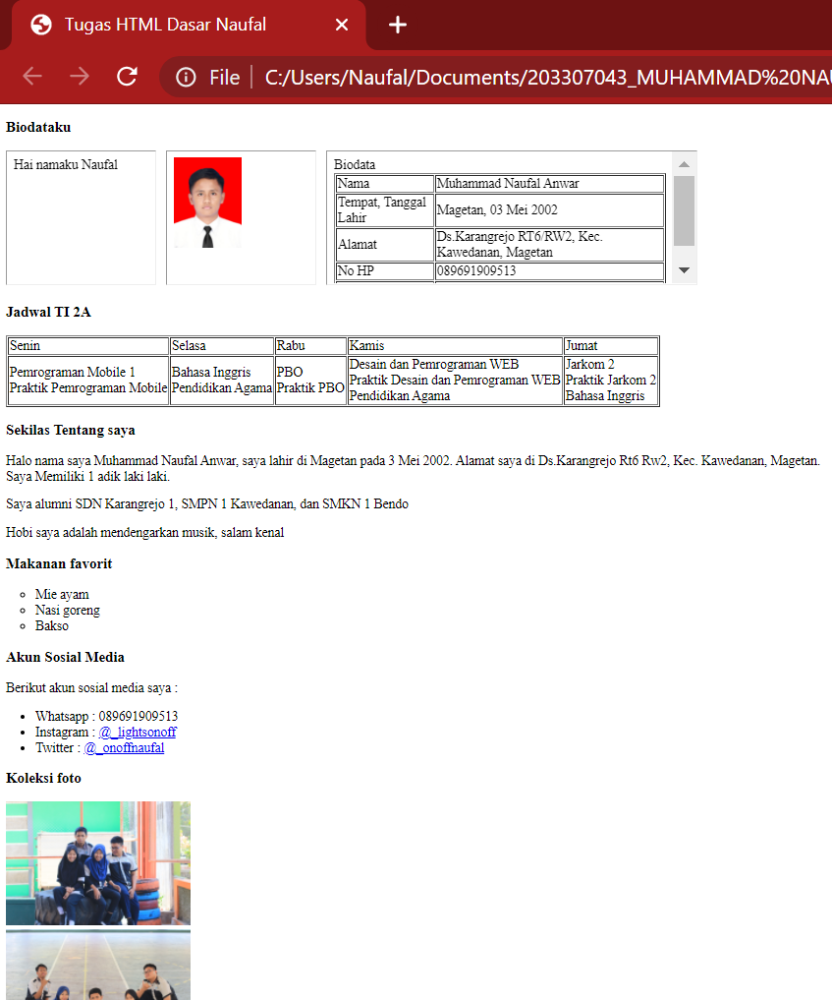 Tugas HTML Dasar Naufal
File
C:/Users/Naufal/Documents/203307043_MUHAMMAD%20NAU
Biodataku
Hai namaku Naufal
Biodata
Nama Muhammad Naufal Anwar
Tempat, Tanggal
Lahir
Magetan, 03 Mei 2002
Alamat
Ds.Karangrejo RT6/RW2, Kec.
Kawedanan, Magetan
No HP 089691909513
Jadwal TI 2A
Senin Selasa Rabu Kamis Jumat
Pemrograman Mobile 1
Praktik Pemrograman Mobile
Bahasa Inggris
Pendidikan Agama
PBO
Praktik PBO
Desain dan Pemrograman WEB
Praktik Desain dan Pemrograman WEB
Pendidikan Agama
Jarkom 2
Praktik Jarkom 2
Bahasa Inggris
Sekilas Tentang saya
Halo nama saya Muhammad Naufal Anwar, saya lahir di Magetan pada 3 Mei 2002. Alamat saya di Ds.Karangrejo Rt6 Rw2, Kec. Kawedanan, Magetan.
Saya Memiliki 1 adik laki laki.
Saya alumni SDN Karangrejo 1, SMPN 1 Kawedanan, dan SMKN 1 Bendo
Hobi saya adalah mendengarkan musik, salam kenal
Makanan favorit
Mie ayam
Nasi goreng
Bakso
Akun Sosial Media
Berikut akun sosial media saya :
Whatsapp : 089691909513
Instagram : @_lightsonoff
Twitter : @_onoffnaufal
Koleksi foto